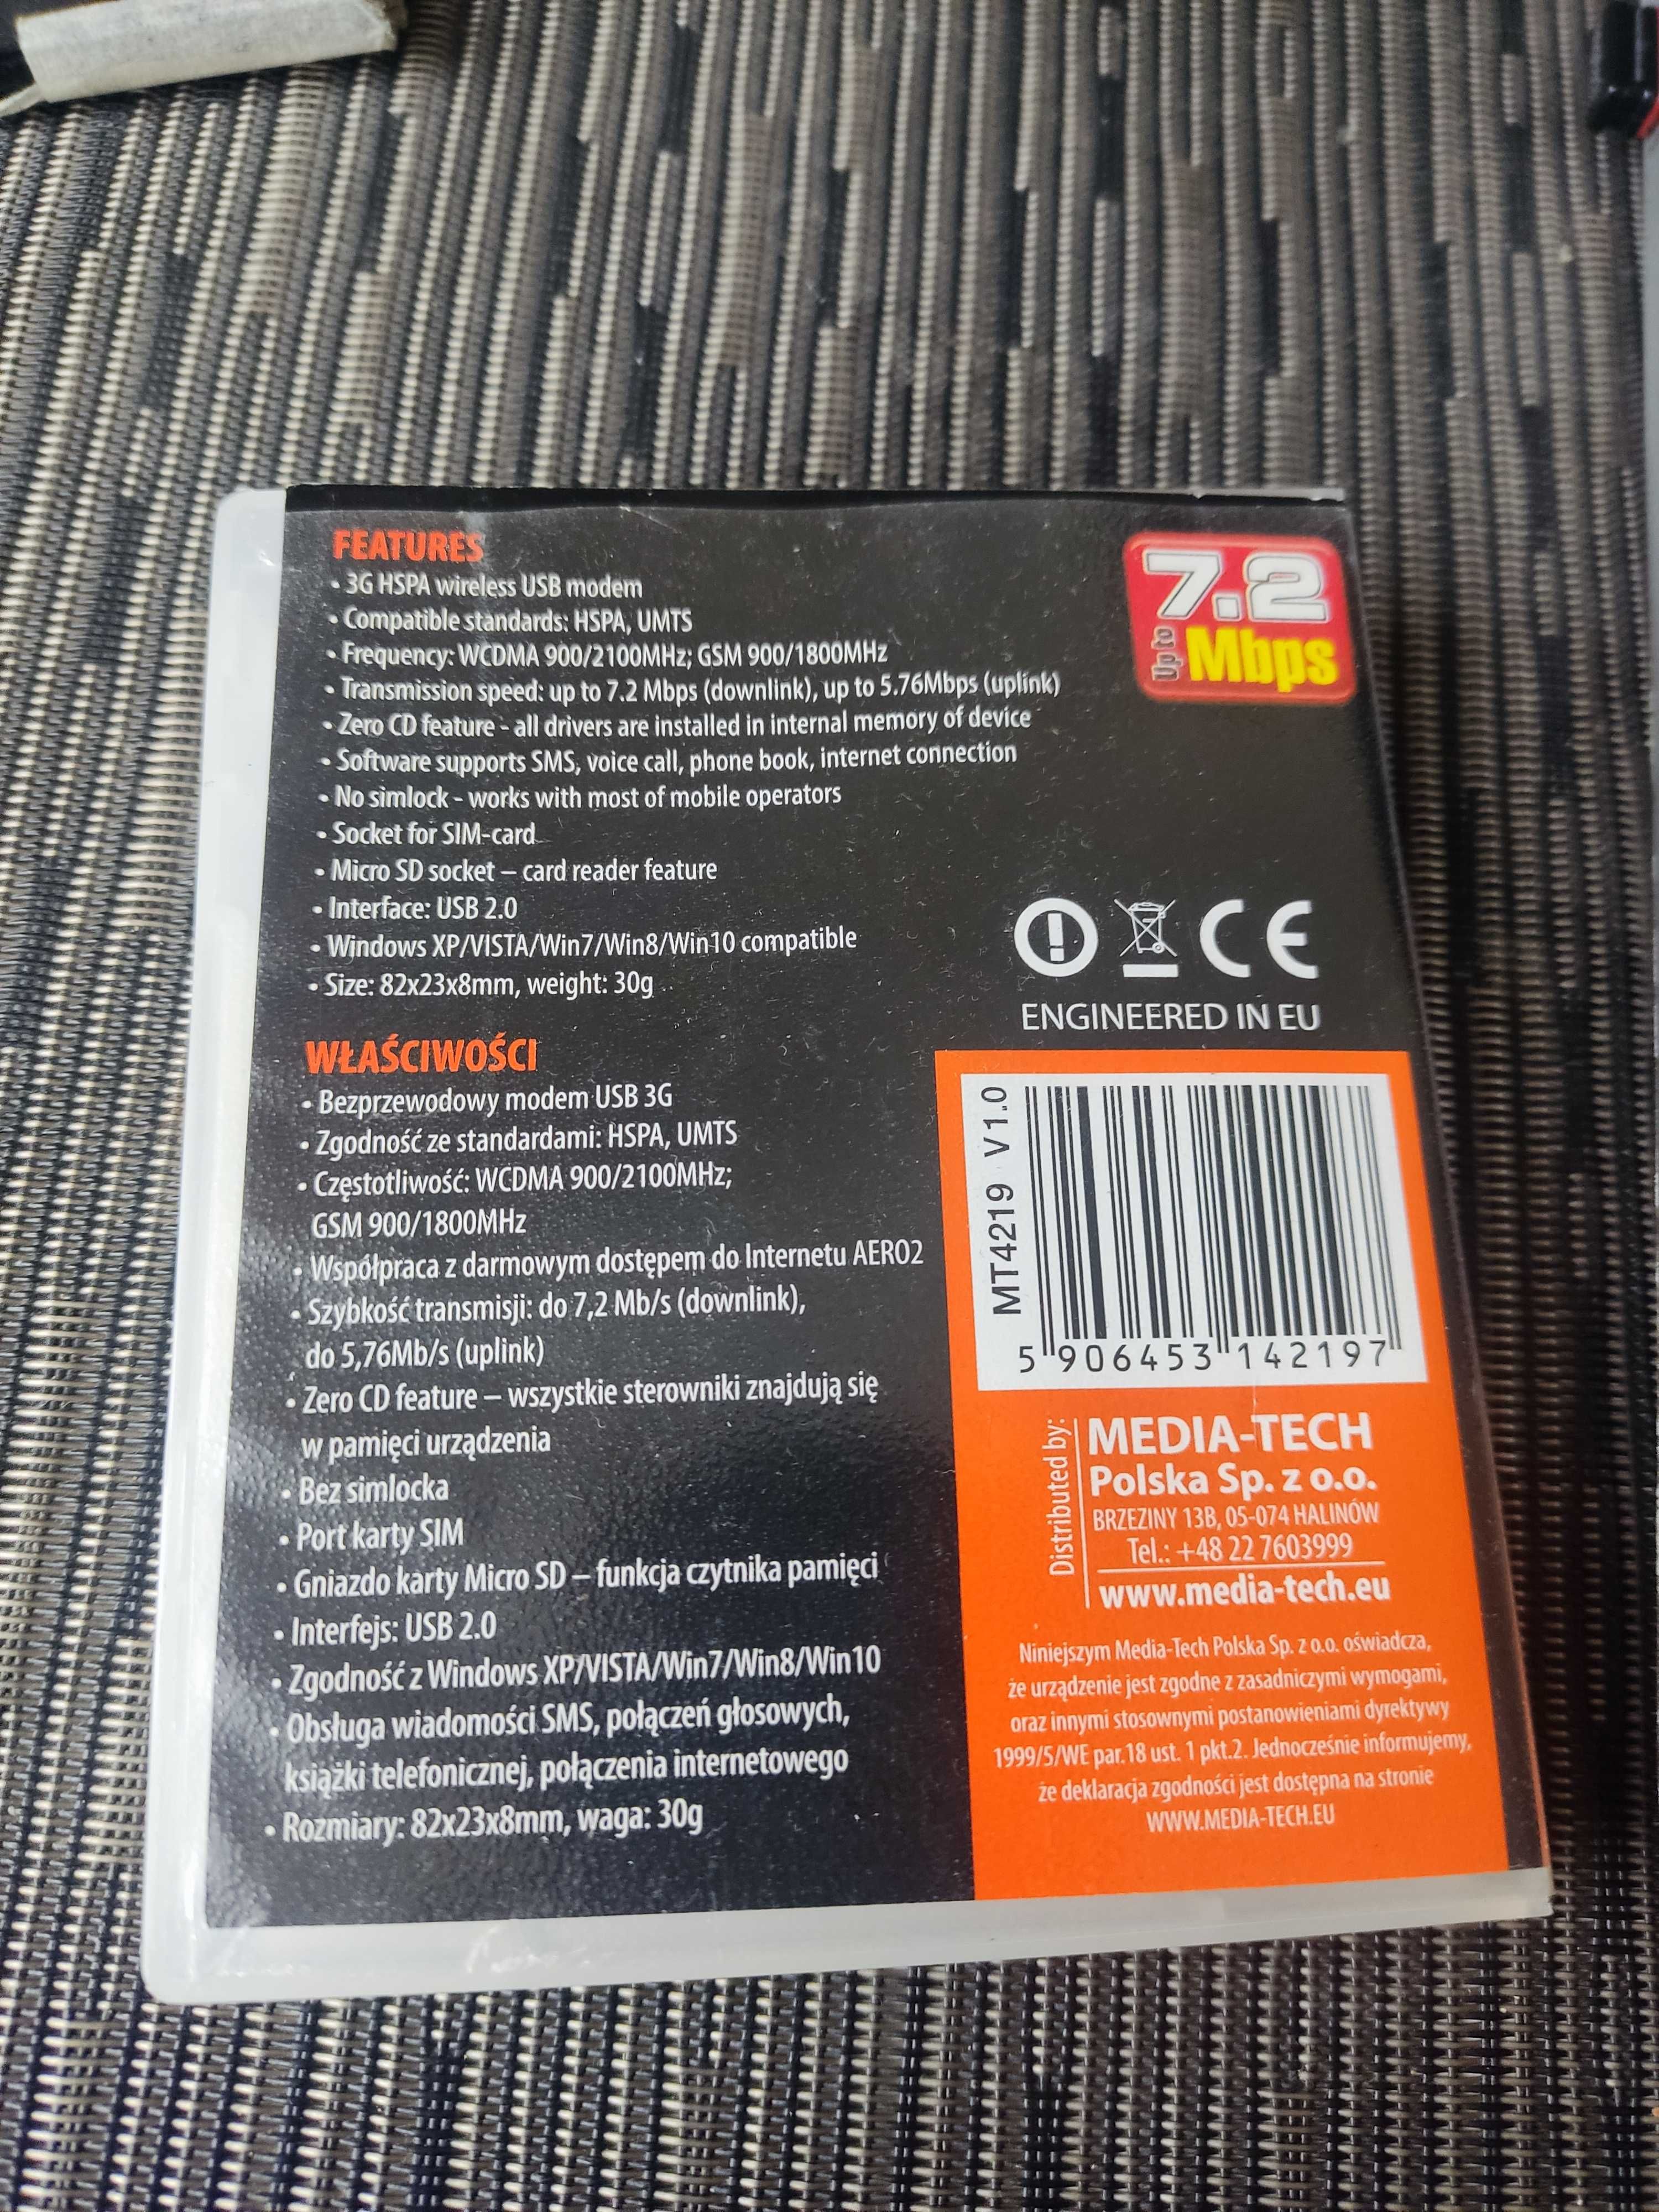 FEATURES
• 3G HSPA wireless USB modem
• Compatible standards: HSPA, UMTS
• Frequency: WCDMA 900/2100MHz; GSM 900/1800MHz
• Transmission speed: up to 7.2 Mbps (downlink), up to 5.76Mbps (uplink)
• Zero CD feature - all drivers are installed in internal memory of device
• Software supports SMS, voice call, phone book, internet connection
• No simlock - works with most of mobile operators
• Socket for SIM-card
• Micro SD socket – card reader feature
• Interface: USB 2.0
• Windows XP/VISTA/Win7/Win8/Win10 compatible
• Size: 82x23x8mm, weight: 30g
WŁAŚCIWOŚCI
• Bezprzewodowy modem USB 3G
• Zgodność ze standardami: HSPA, UMTS
• Częstotliwość: WCDMA 900/2100MHz;
GSM 900/1800MHz
• Współpraca z darmowym dostępem do Internetu AERO2
• Szybkość transmisji: do 7,2 Mb/s (downlink),
do 5,76Mb/s (uplink)
• Zero CD feature – wszystkie sterowniki znajdują się
w pamięci urządzenia
• Bez simlocka
• Port karty SIM
• Gniazdo karty Micro SD – funkcja czytnika pamięci
• Interfejs: USB 2.0
• Zgodność z Windows XP/VISTA/Win7/Win8/Win10
• Obsługa wiadomości SMS, połączeń głosowych,
książki telefonicznej, połączenia internetowego
• Rozmiary: 82x23x8mm, waga: 30g
7.2
Up to
Mbps
CE
ENGINEERED IN EU
MT4219 V1.0
5 906453 142197
Distributed by:
MEDIA-TECH
Polska Sp. z o.o.
BRZEZINY 13B, 05-074 HALINÓW
Tel.: +48 22 7603999
www.media-tech.eu
Niniejszym Media-Tech Polska Sp. z o.o. oświadcza,
że urządzenie jest zgodne z zasadniczymi wymogami,
oraz innymi stosownymi postanowieniami dyrektywy
1999/5/WE par.18 ust. 1 pkt.2. Jednocześnie informujemy,
że deklaracja zgodności jest dostępna na stronie
WWW.MEDIA-TECH.EU